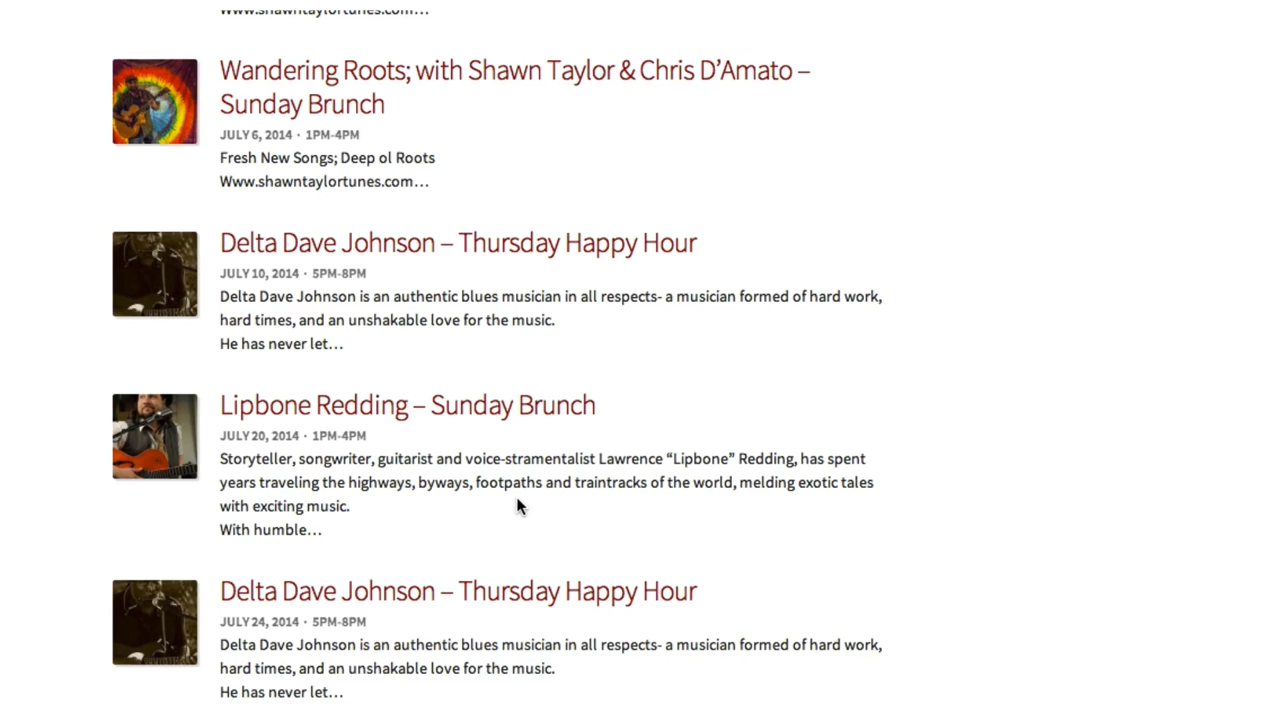 Www.shawntaylortunes.com…
Wandering Roots; with Shawn Taylor & Chris D’Amato –
Sunday Brunch
JULY 6, 2014 · 1PM-4PM
Fresh New Songs; Deep ol Roots
Www.shawntaylortunes.com…
Delta Dave Johnson – Thursday Happy Hour
JULY 10, 2014 · 5PM-8PM
Delta Dave Johnson is an authentic blues musician in all respects- a musician formed of hard work,
hard times, and an unshakable love for the music.
He has never let…
Lipbone Redding – Sunday Brunch
JULY 20, 2014 · 1PM-4PM
Storyteller, songwriter, guitarist and voice-stramentalist Lawrence “Lipbone” Redding, has spent
years traveling the highways, byways, footpaths and traintracks of the world, melding exotic tales
with exciting music.
With humble…
Delta Dave Johnson – Thursday Happy Hour
JULY 24, 2014 · 5PM-8PM
Delta Dave Johnson is an authentic blues musician in all respects- a musician formed of hard work,
hard times, and an unshakable love for the music.
He has never let…